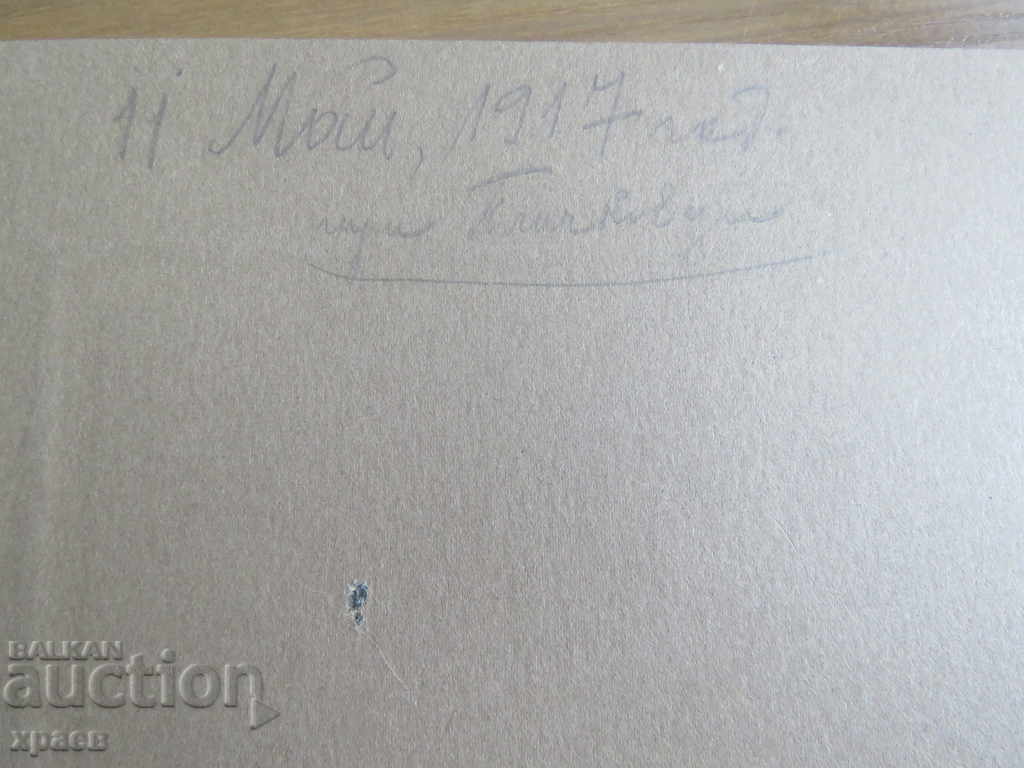 11 Май, 1917 год.
при
BALKAN
auction
храев